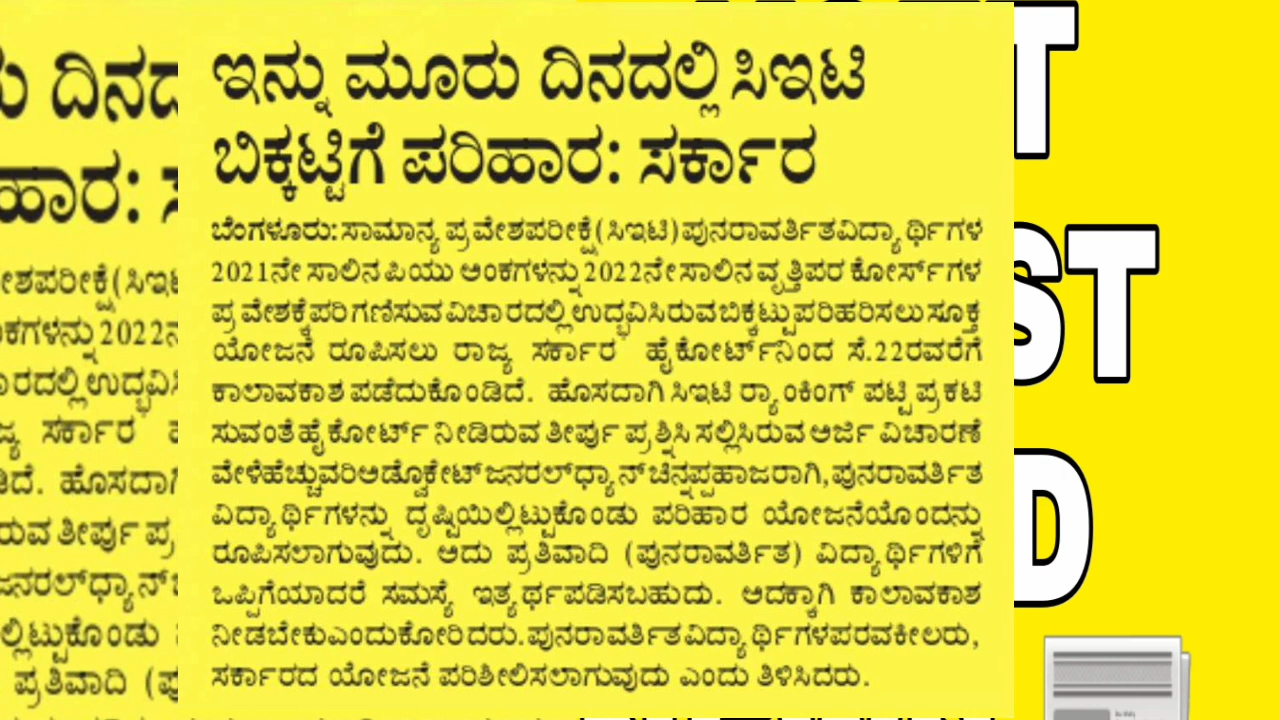 ಇನ್ನು ಮೂರು ದಿನದಲ್ಲಿ ಸಿಇಟಿ
ಬಿಕ್ಕಟ್ಟಿಗೆ ಪರಿಹಾರ: ಸರ್ಕಾರ
ಬೆಂಗಳೂರು: ಸಾಮಾನ್ಯ ಪ್ರವೇಶಪರೀಕ್ಷೆ (ಸಿಇಟಿ) ಪುನರಾವರ್ತಿತ ವಿದ್ಯಾರ್ಥಿಗಳ
2021ನೇ ಸಾಲಿನ ಪಿಯು ಅಂಕಗಳನ್ನು 2022ನೇ ಸಾಲಿನ ವೃತ್ತಿಪರ ಕೋರ್ಸ್‌ಗಳ
ಪ್ರವೇಶಕ್ಕೆ ಪರಿಗಣಿಸುವ ವಿಚಾರದಲ್ಲಿ ಉದ್ಭವಿಸಿರುವ ಬಿಕ್ಕಟ್ಟು ಪರಿಹರಿಸಲು ಸೂಕ್ತ
ಯೋಜನೆ ರೂಪಿಸಲು ರಾಜ್ಯ ಸರ್ಕಾರ ಹೈಕೋರ್ಟ್‌ನಿಂದ ಸೆ.22ರವರೆಗೆ
ಕಾಲಾವಕಾಶ ಪಡೆದುಕೊಂಡಿದೆ. ಹೊಸದಾಗಿ ಸಿಇಟಿ ರ‍್ಯಾಂಕಿಂಗ್ ಪಟ್ಟಿ ಪ್ರಕಟಿ
ಸುವಂತೆ ಹೈಕೋರ್ಟ್ ನೀಡಿರುವ ತೀರ್ಪು ಪ್ರಶ್ನಿಸಿ ಸಲ್ಲಿಸಿರುವ ಅರ್ಜಿ ವಿಚಾರಣೆ
ವೇಳೆ ಹೆಚ್ಚುವರಿ ಅಡ್ವೊಕೇಟ್ ಜನರಲ್ ಧ್ಯಾನ್ ಚಿನ್ನಪ್ಪ ಹಾಜರಾಗಿ, ಪುನರಾವರ್ತಿತ
ವಿದ್ಯಾರ್ಥಿಗಳನ್ನು ದೃಷ್ಟಿಯಲ್ಲಿಟ್ಟುಕೊಂಡು ಪರಿಹಾರ ಯೋಜನೆಯೊಂದನ್ನು
ರೂಪಿಸಲಾಗುವುದು. ಅದು ಪ್ರತಿವಾದಿ (ಪುನರಾವರ್ತಿತ) ವಿದ್ಯಾರ್ಥಿಗಳಿಗೆ
ಒಪ್ಪಿಗೆಯಾದರೆ ಸಮಸ್ಯೆ ಇತ್ಯರ್ಥಪಡಿಸಬಹುದು. ಅದಕ್ಕಾಗಿ ಕಾಲಾವಕಾಶ
ನೀಡಬೇಕು ಎಂದು ಕೋರಿದರು. ಪುನರಾವರ್ತಿತ ವಿದ್ಯಾರ್ಥಿಗಳ ಪರ ವಕೀಲರು,
ಸರ್ಕಾರದ ಯೋಜನೆ ಪರಿಶೀಲಿಸಲಾಗುವುದು ಎಂದು ತಿಳಿಸಿದರು.